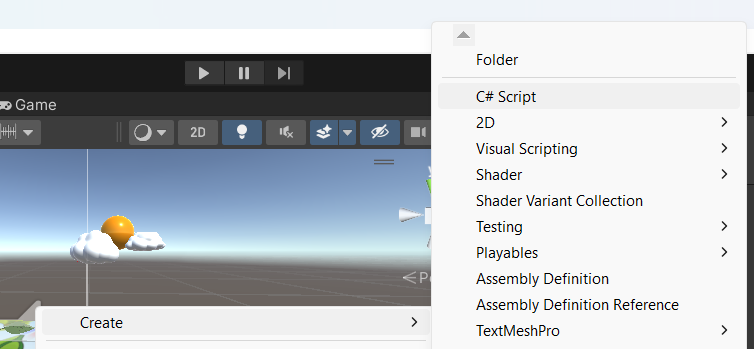 Folder
C# Script
Game
2D
2D
Visual Scripting
Shader
Shader Variant Collection
Testing
Playables
Assembly Definition
Assembly Definition Reference
Create
TextMeshPro